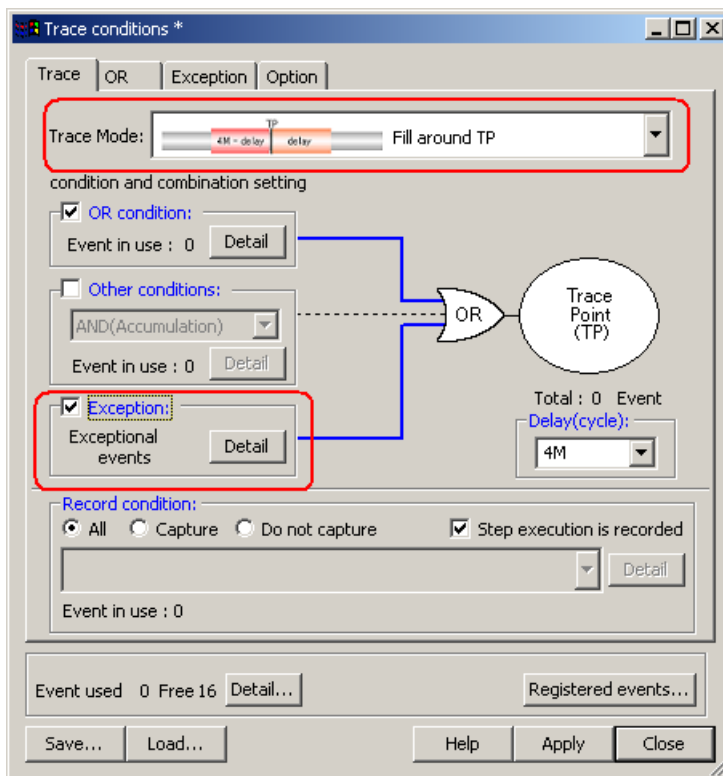 Trace conditions *
Trace OR Exception Option
Trace Mode: TP 4M - delay delay Fill around TP
condition and combination setting
OR condition:
Event in use : 0 Detail
Other conditions:
AND(Accumulation)
Event in use : 0 Detail
Exception:
Exceptional events Detail
OR
Trace
Point
(TP)
Total : 0 Event
Delay(cycle):
4M
Record condition:
All Capture Do not capture Step execution is recorded
Detail
Event in use : 0
Event used 0 Free 16 Detail... Registered events...
Save... Load... Help Apply Close